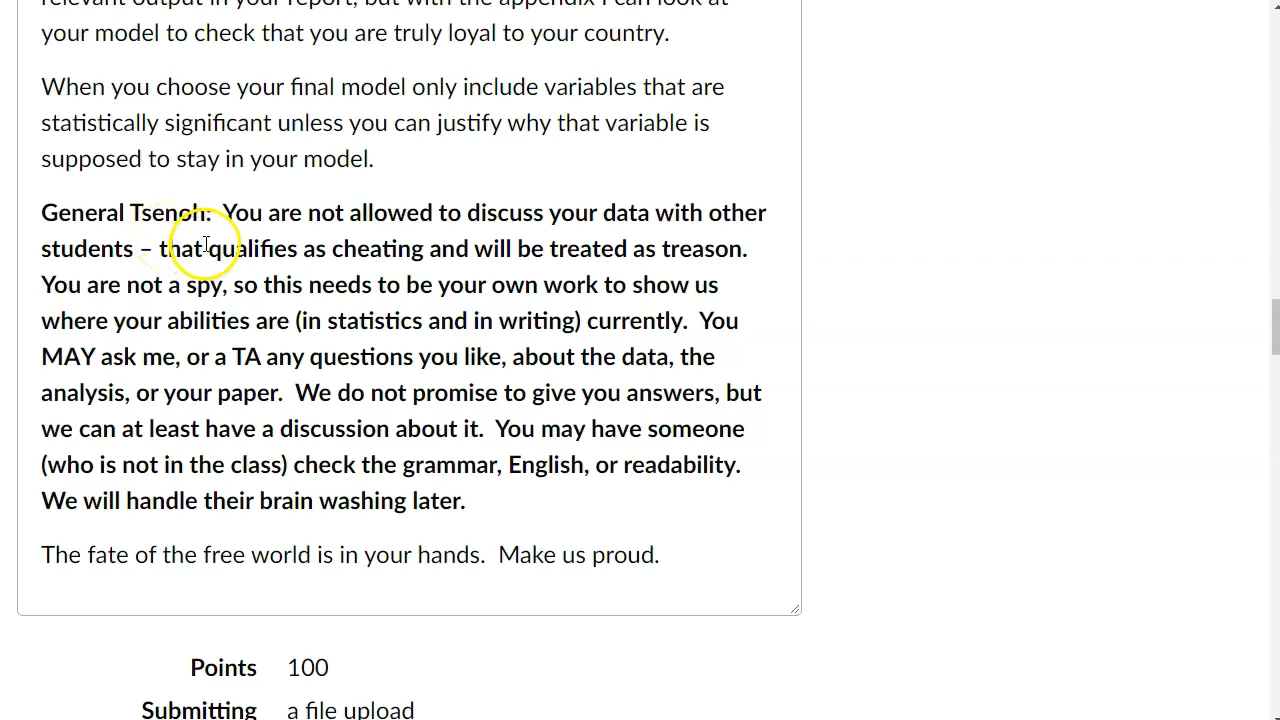 relevant output in your report, but with the appendix I can look at
your model to check that you are truly loyal to your country.
When you choose your final model only include variables that are
statistically significant unless you can justify why that variable is
supposed to stay in your model.
General Tsenoh:  You are not allowed to discuss your data with other
students – that qualifies as cheating and will be treated as treason.
You are not a spy, so this needs to be your own work to show us
where your abilities are (in statistics and in writing) currently.  You
MAY ask me, or a TA any questions you like, about the data, the
analysis, or your paper.  We do not promise to give you answers, but
we can at least have a discussion about it.  You may have someone
(who is not in the class) check the grammar, English, or readability.
We will handle their brain washing later.
The fate of the free world is in your hands.  Make us proud.
Points 100
Submitting a file upload